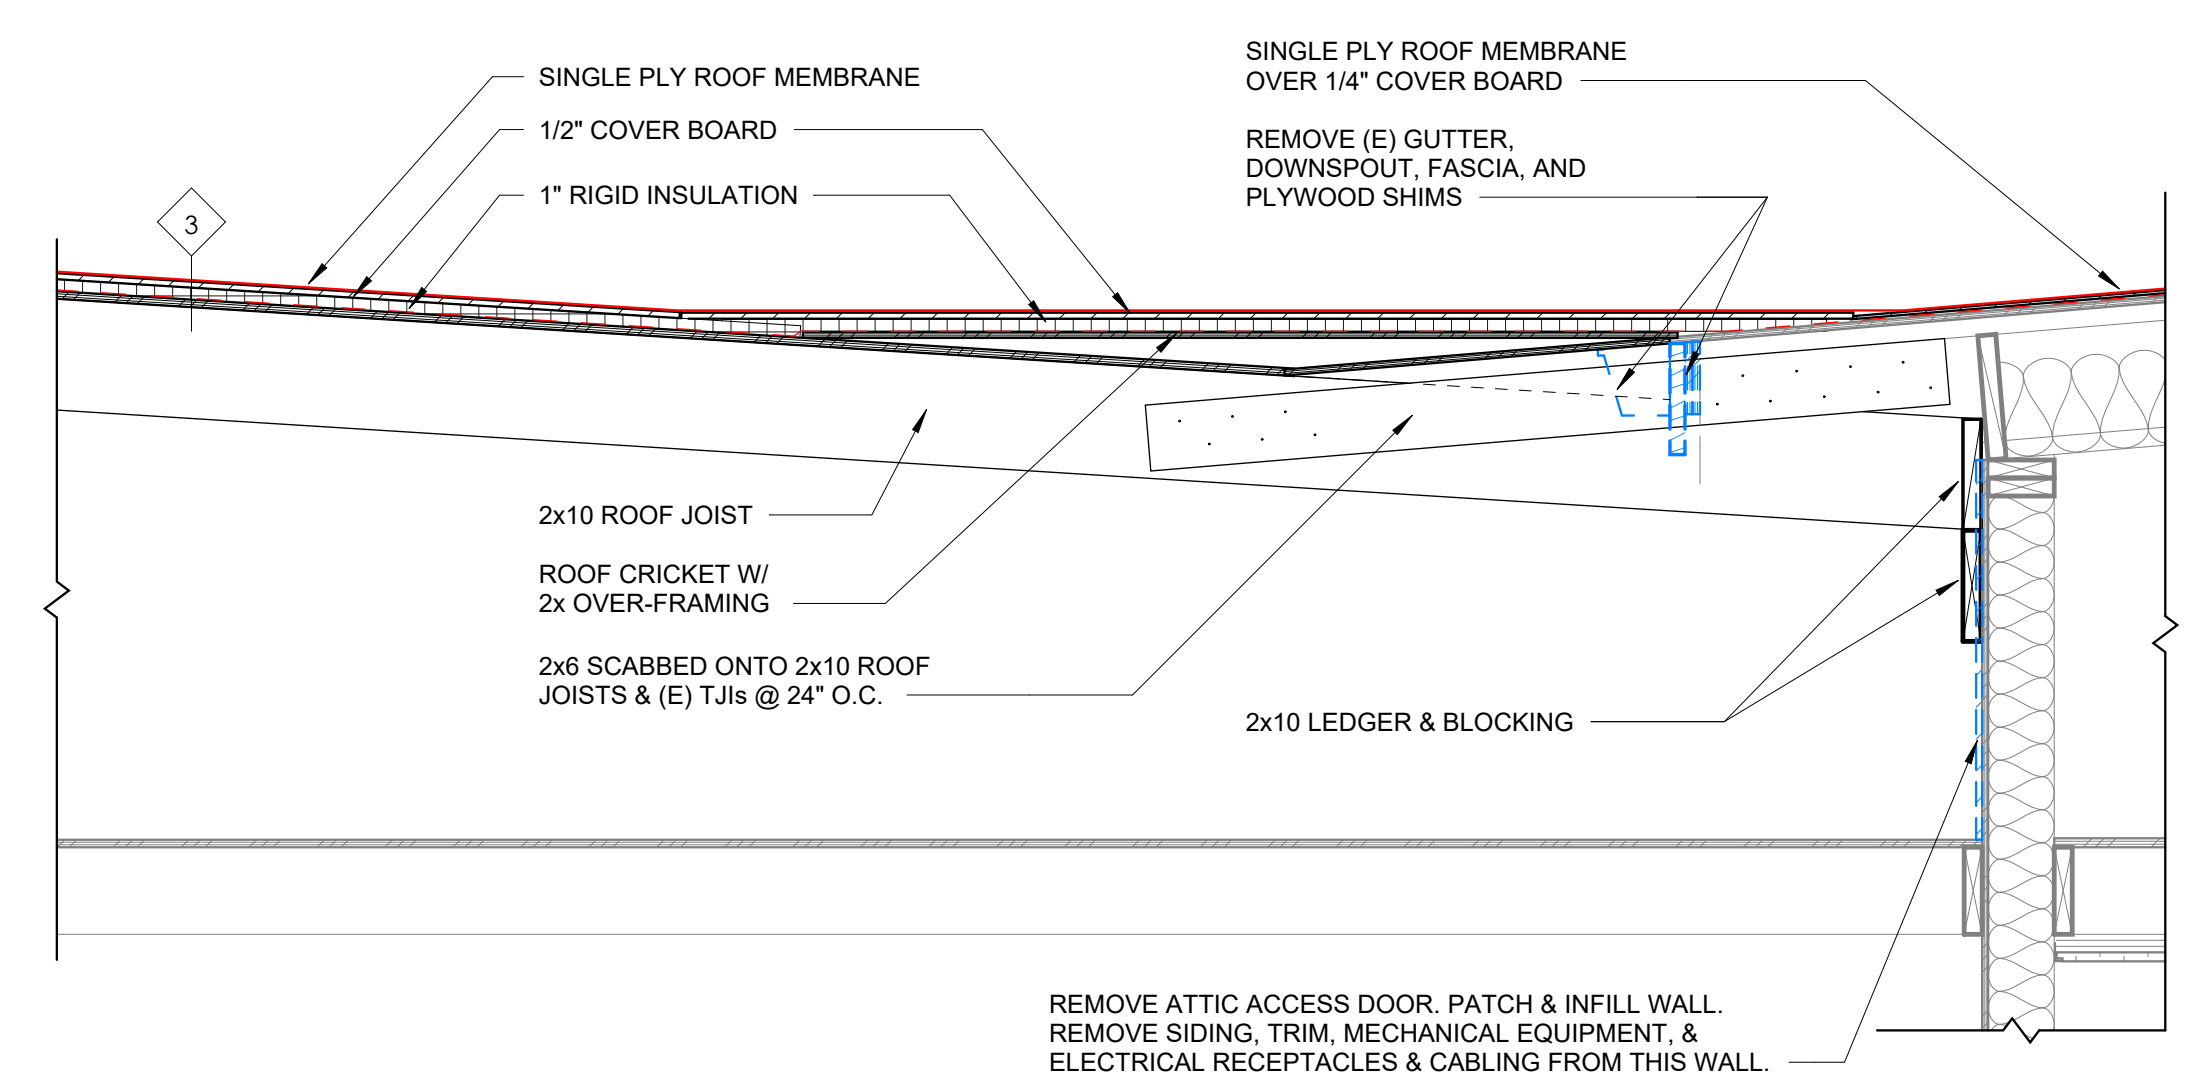 SINGLE PLY ROOF MEMBRANE
1/2" COVER BOARD
1" RIGID INSULATION
3
SINGLE PLY ROOF MEMBRANE
OVER 1/4" COVER BOARD
REMOVE (E) GUTTER,
DOWNSPOUT, FASCIA, AND
PLYWOOD SHIMS
2x10 ROOF JOIST
ROOF CRICKET W/
2x OVER-FRAMING
2x6 SCABBED ONTO 2x10 ROOF
JOISTS & (E) TJIs @ 24" O.C.
2x10 LEDGER & BLOCKING
REMOVE ATTIC ACCESS DOOR. PATCH & INFILL WALL.
REMOVE SIDING, TRIM, MECHANICAL EQUIPMENT, &
ELECTRICAL RECEPTACLES & CABLING FROM THIS WALL.